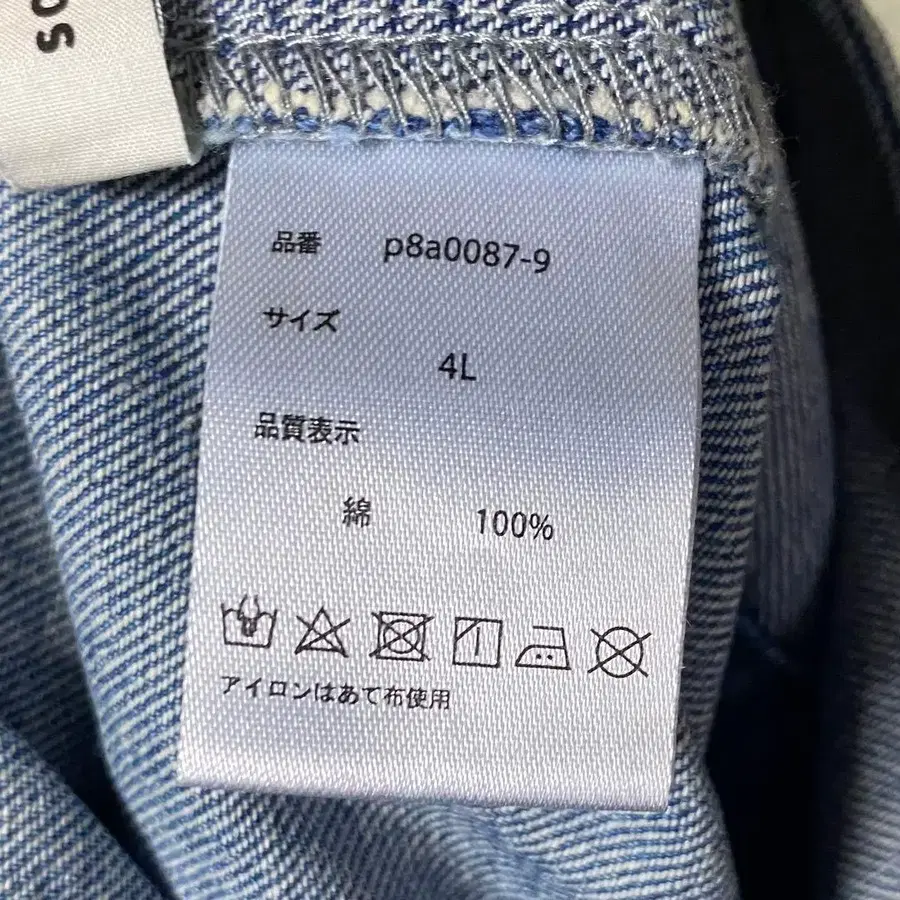 品番 p8a0087-9
サイズ
4L
品質表示
綿 100%
アイロンはあて布使用